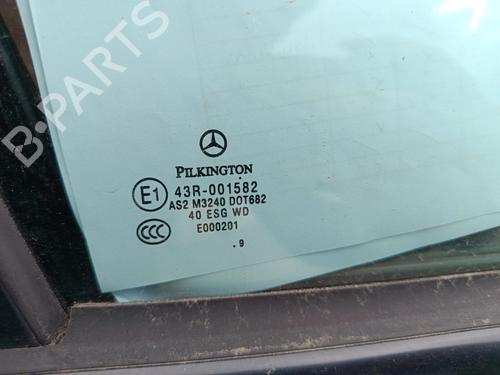 B-PARTS
PILKINGTON
E1 43R-001582
AS2 M3240 DOT682
CCC 40 ESG WD
E000201
.9